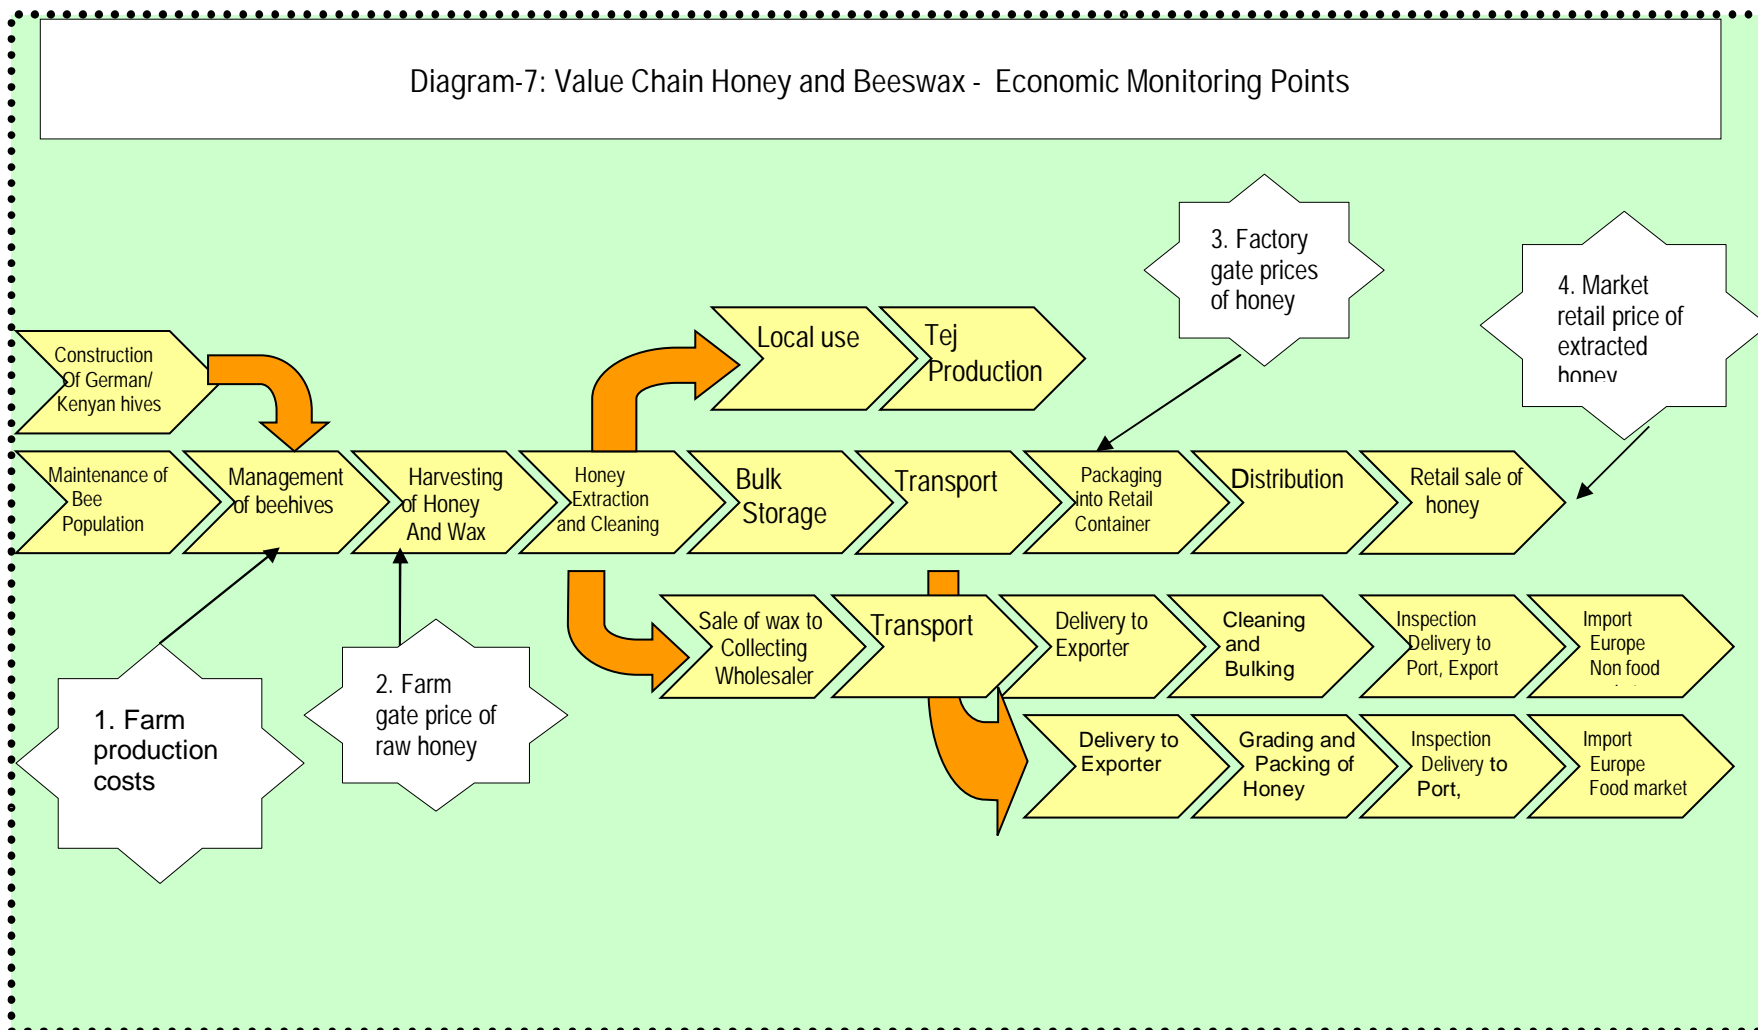 Diagram-7: Value Chain Honey and Beeswax - Economic Monitoring Points
3. Factory
gate prices
of honey
4. Market
retail price of
extracted
honey
Local use
Tej
Production
Construction
Of German/
Kenyan hives
Maintenance of
Bee
Population
Management
of beehives
Harvesting
of Honey
And Wax
Honey
Extraction
and Cleaning
Bulk
Storage
Transport
Packaging
into Retail
Container
Distribution
Retail sale of
honey
Sale of wax to
Collecting
Wholesaler
Transport
Delivery to
Exporter
Cleaning
and
Bulking
Inspection
Delivery to
Port, Export
Import
Europe
Non food
Delivery to
Exporter
Grading and
Packing of
Honey
Inspection
Delivery to
Port,
Import
Europe
Food market
1. Farm
production
costs
2. Farm
gate price of
raw honey